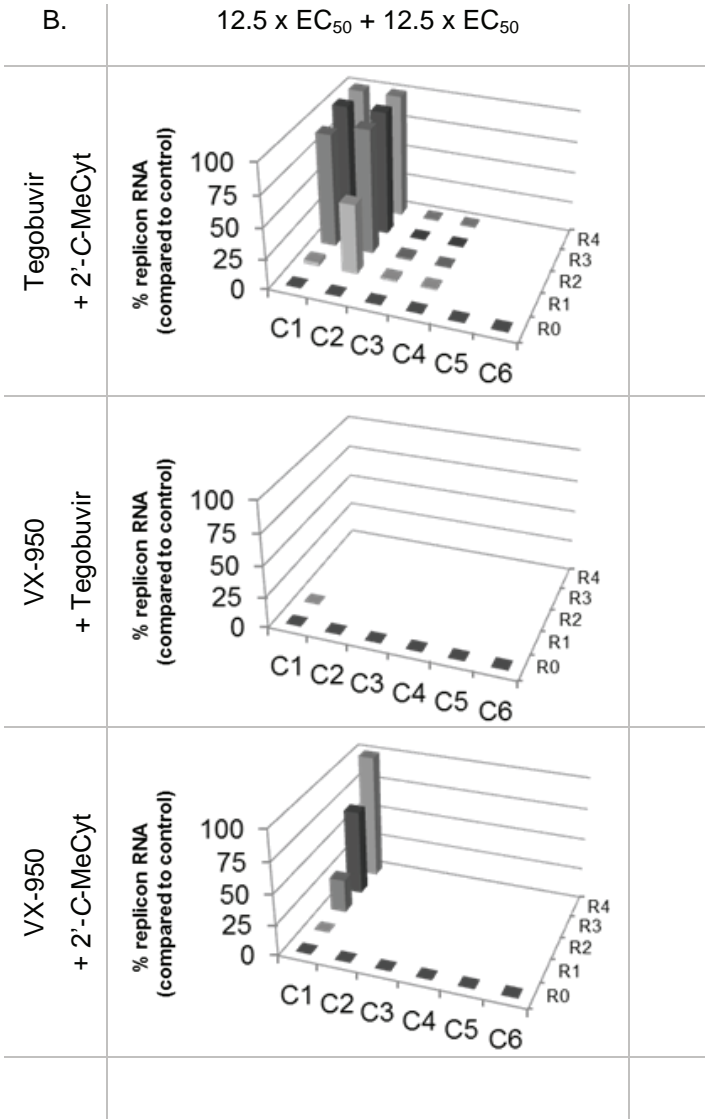 B.
12.5 x EC50 + 12.5 x EC50
Tegobuvir
+ 2'-C-MeCyt
% replicon RNA
(compared to control)
100
75
50
25
0
C1 C2 C3 C4 C5 C6
R4
R3
R2
R1
R0
VX-950
+ Tegobuvir
% replicon RNA
(compared to control)
100
75
50
25
0
C1 C2 C3 C4 C5 C6
R4
R3
R2
R1
R0
VX-950
+ 2'-C-MeCyt
% replicon RNA
(compared to control)
100
75
50
25
0
C1 C2 C3 C4 C5 C6
R4
R3
R2
R1
R0